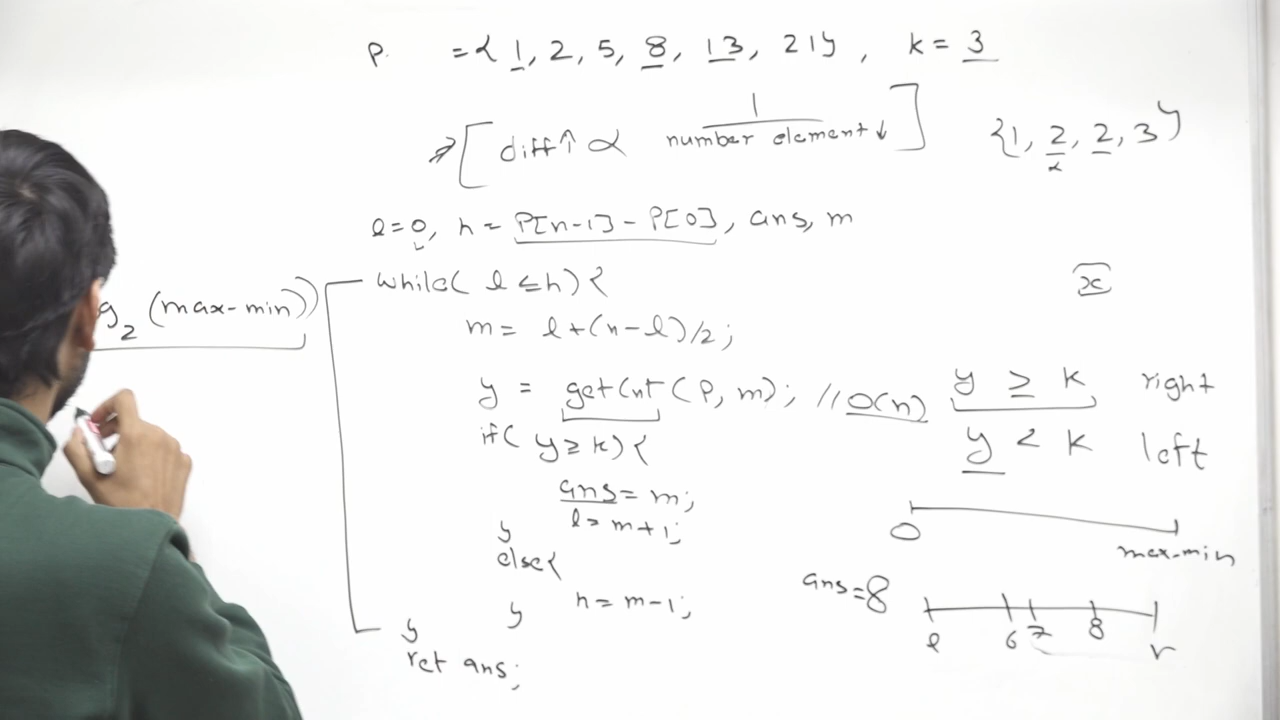 P. = { 1, 2, 5, 8, 13, 21 }, k = 3
[ diff↑ α 1 / number element↓ ]
{1, 2, 2, 3}
l=0, h = P[n-1] - P[0], ans, m
while( l ≤ h) {
x
g2 (max-min))
m = l+(h-l)/2;
y = getCnt(P, m); // O(n)
y ≥ k right
if( y ≥ k) {
y < k left
ans = m;
l = m+1;
}
0 max-min
else{
h = m-1;
}
ans=8
l 6 7 8 r
}
ret ans;